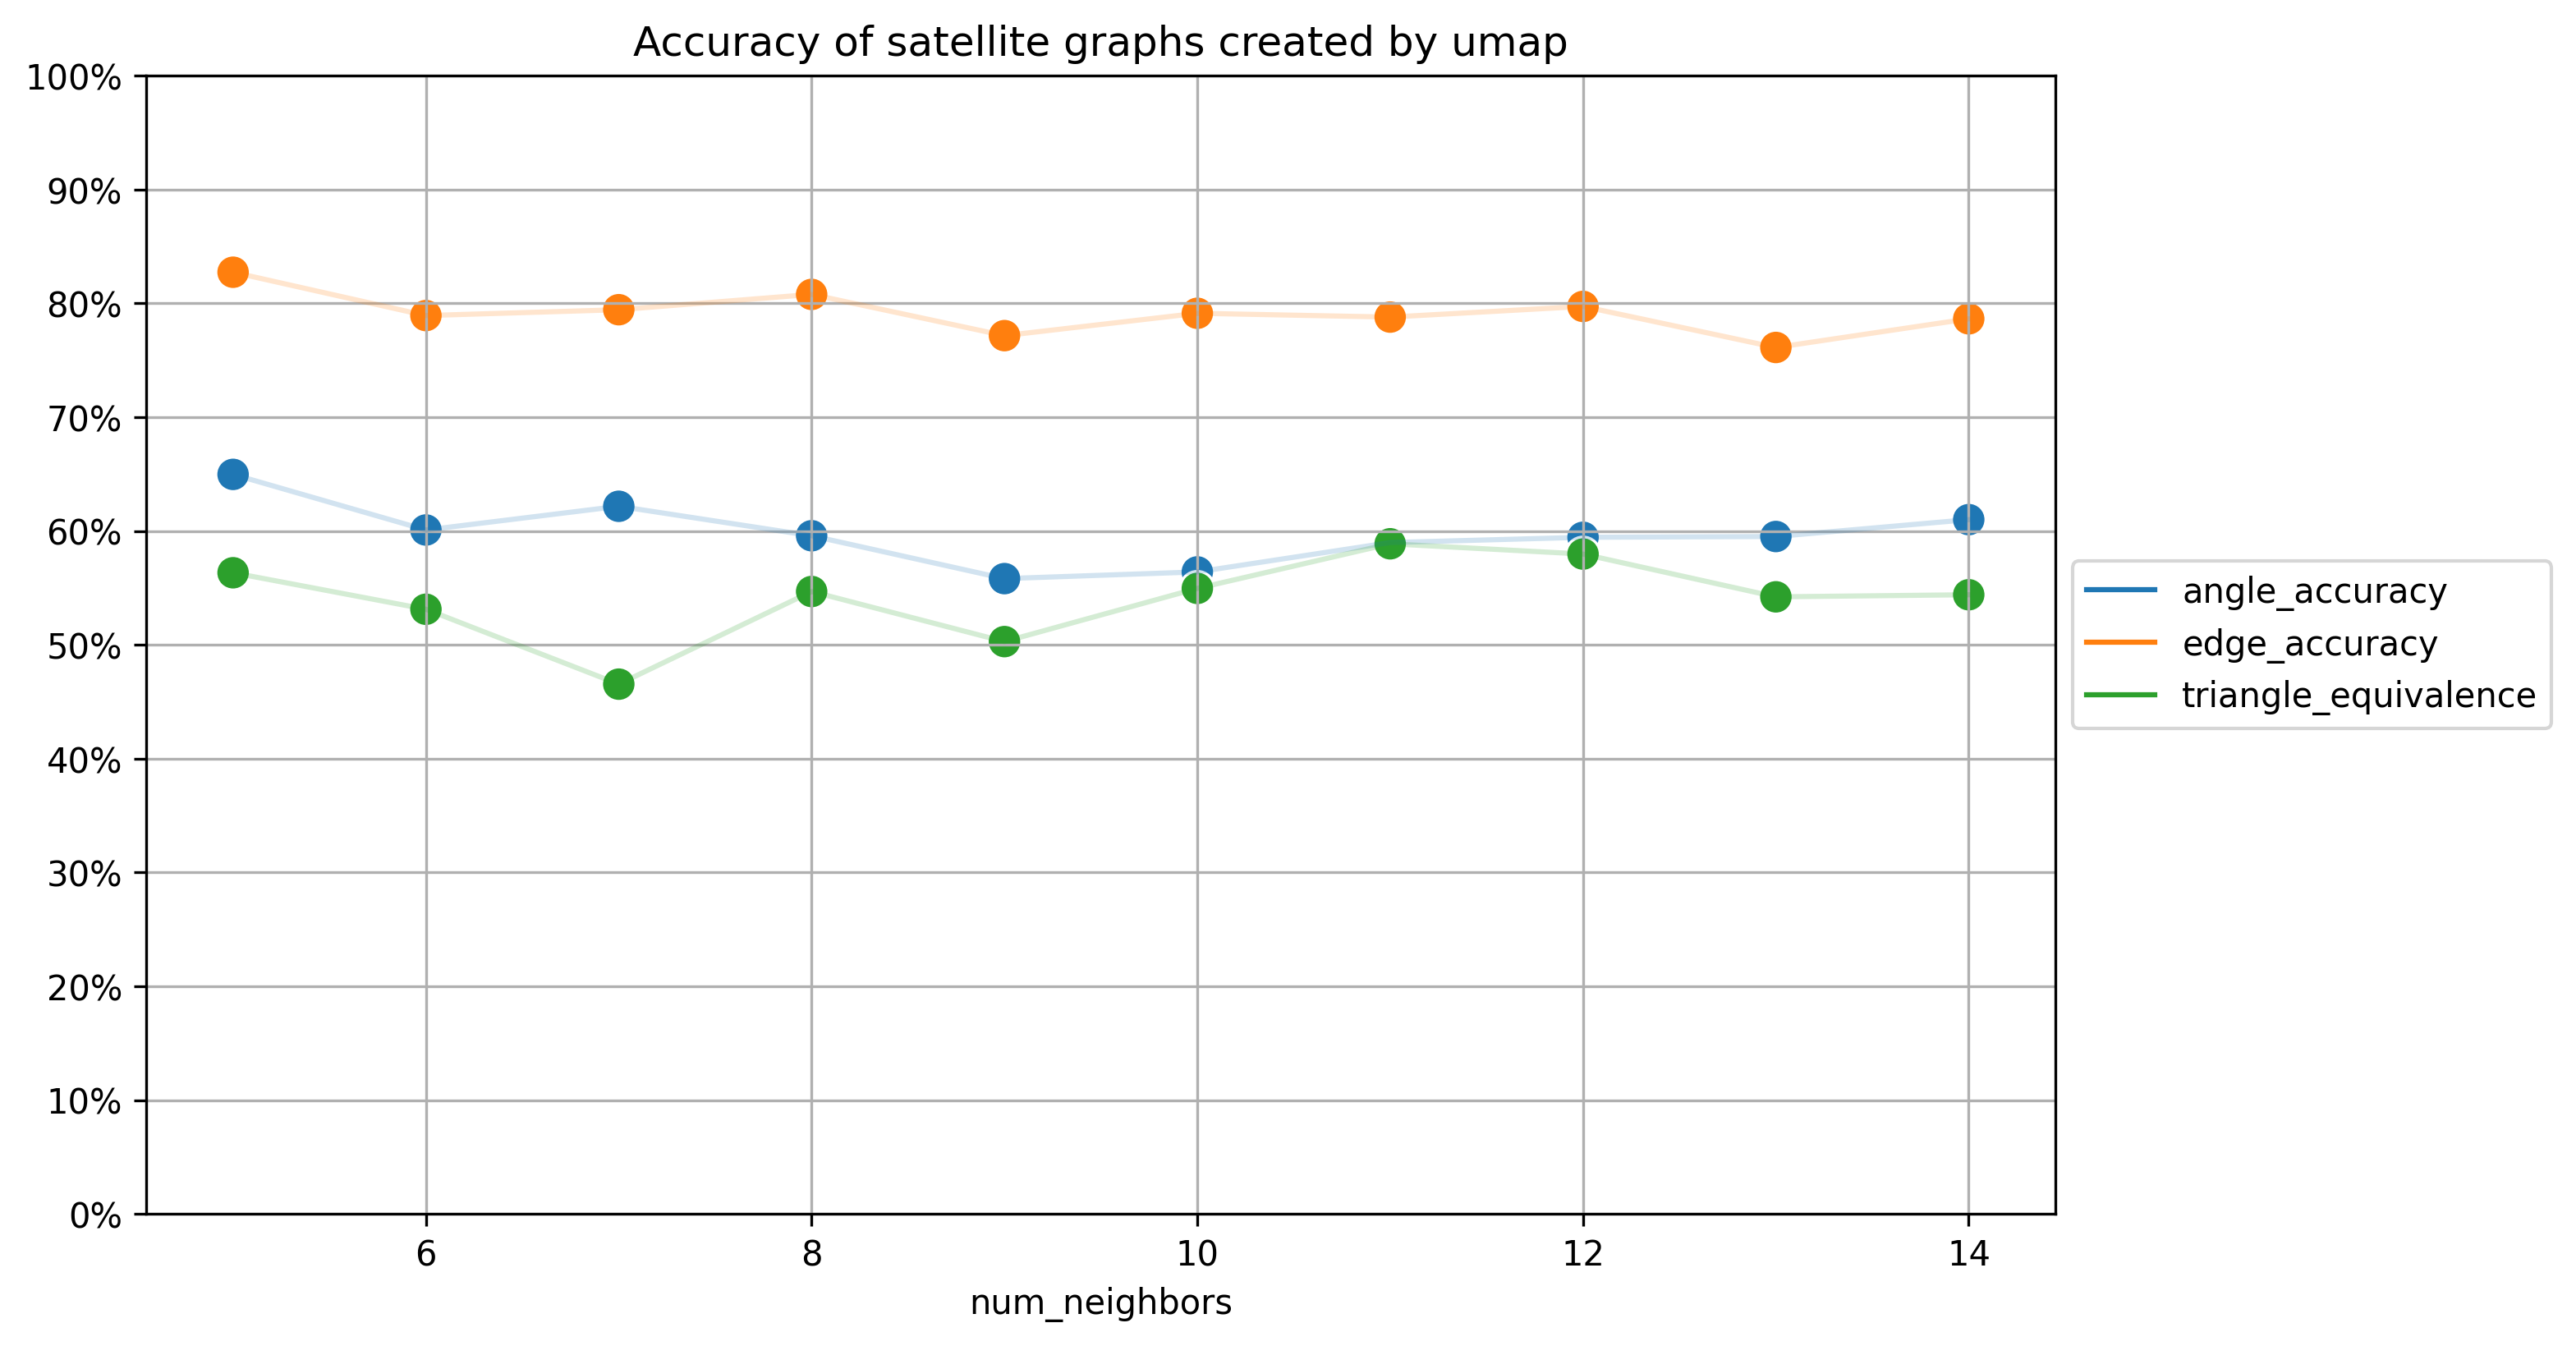 Accuracy of satellite graphs created by umap
100%
90%
80%
70%
60%
50%
40%
30%
20%
10%
0%
6 8 10 12 14
num_neighbors
angle_accuracy
edge_accuracy
triangle_equivalence